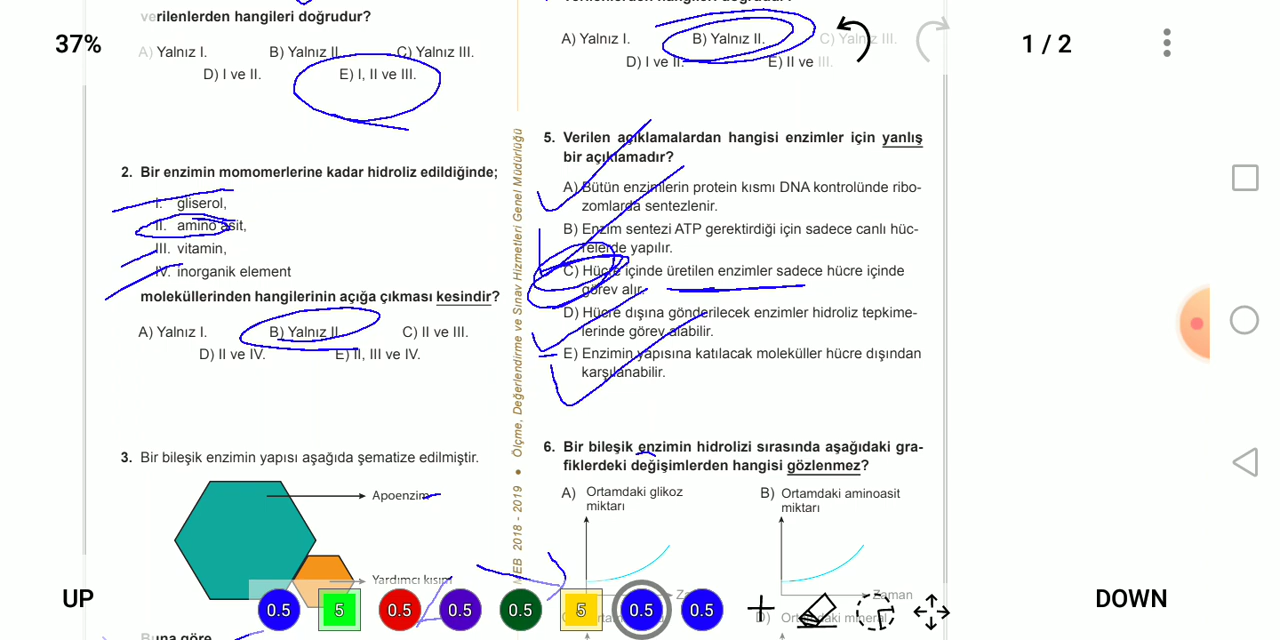 verilenlerden hangileri doğrudur?
A) Yalnız I. B) Yalnız II. C) Yalnız III.
D) I ve II. E) I, II ve III.
2. Bir enzimin momomerlerine kadar hidroliz edildiğinde;
I. gliserol,
II. amino asit,
III. vitamin,
IV. inorganik element
moleküllerinden hangilerinin açığa çıkması kesindir?
A) Yalnız I. B) Yalnız II. C) II ve III.
D) II ve IV. E) II, III ve IV.
3. Bir bileşik enzimin yapısı aşağıda şematize edilmiştir.
Apoenzim
Yardımcı kısım
Buna göre
MEB 2018 - 2019 ● Ölçme, Değerlendirme ve Sınav Hizmetleri Genel Müdürlüğü
A) Yalnız I. B) Yalnız II. C) Yalnız III.
D) I ve II. E) II ve III.
5. Verilen açıklamalardan hangisi enzimler için yanlış
bir açıklamadır?
A) Bütün enzimlerin protein kısmı DNA kontrolünde ribo-
zomlarda sentezlenir.
B) Enzim sentezi ATP gerektirdiği için sadece canlı hüc-
relerde yapılır.
C) Hücre içinde üretilen enzimler sadece hücre içinde
görev alır.
D) Hücre dışına gönderilecek enzimler hidroliz tepkime-
lerinde görev alabilir.
E) Enzimin yapısına katılacak moleküller hücre dışından
karşılanabilir.
6. Bir bileşik enzimin hidrolizi sırasında aşağıdaki gra-
fiklerdeki değişimlerden hangisi gözlenmez?
A) Ortamdaki glikoz
miktarı
B) Ortamdaki aminoasit
miktarı
Zaman
D) Ortamdaki mineral
37%
1 / 2
UP
0.5 5 0.5 0.5 0.5 5 0.5 0.5
DOWN